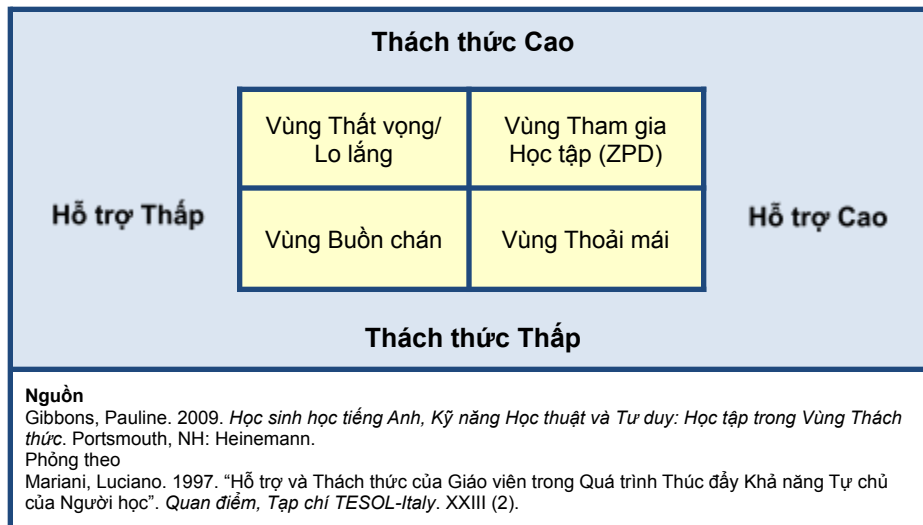 Thách thức Cao
Vùng Thất vọng/
Lo lắng
Vùng Tham gia
Học tập (ZPD)
Hỗ trợ Thấp
Hỗ trợ Cao
Vùng Buồn chán
Vùng Thoải mái
Thách thức Thấp
Nguồn
Gibbons, Pauline. 2009. Học sinh học tiếng Anh, Kỹ năng Học thuật và Tư duy: Học tập trong Vùng Thách
thức. Portsmouth, NH: Heinemann.
Phỏng theo
Mariani, Luciano. 1997. “Hỗ trợ và Thách thức của Giáo viên trong Quá trình Thúc đẩy Khả năng Tự chủ
của Người học”. Quan điểm, Tạp chí TESOL-Italy. XXIII (2).